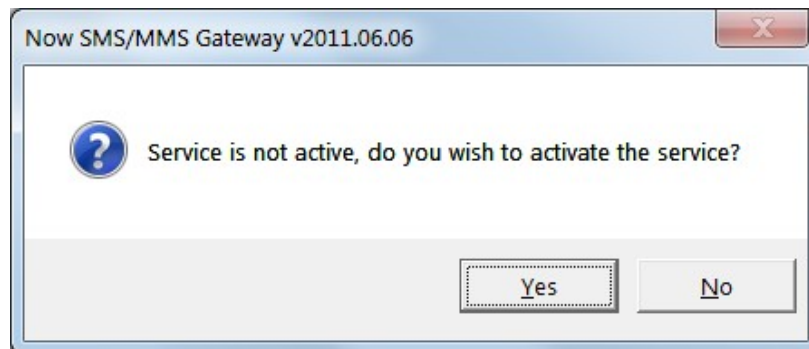 Now SMS/MMS Gateway v2011.06.06
Service is not active, do you wish to activate the service?
Yes
No